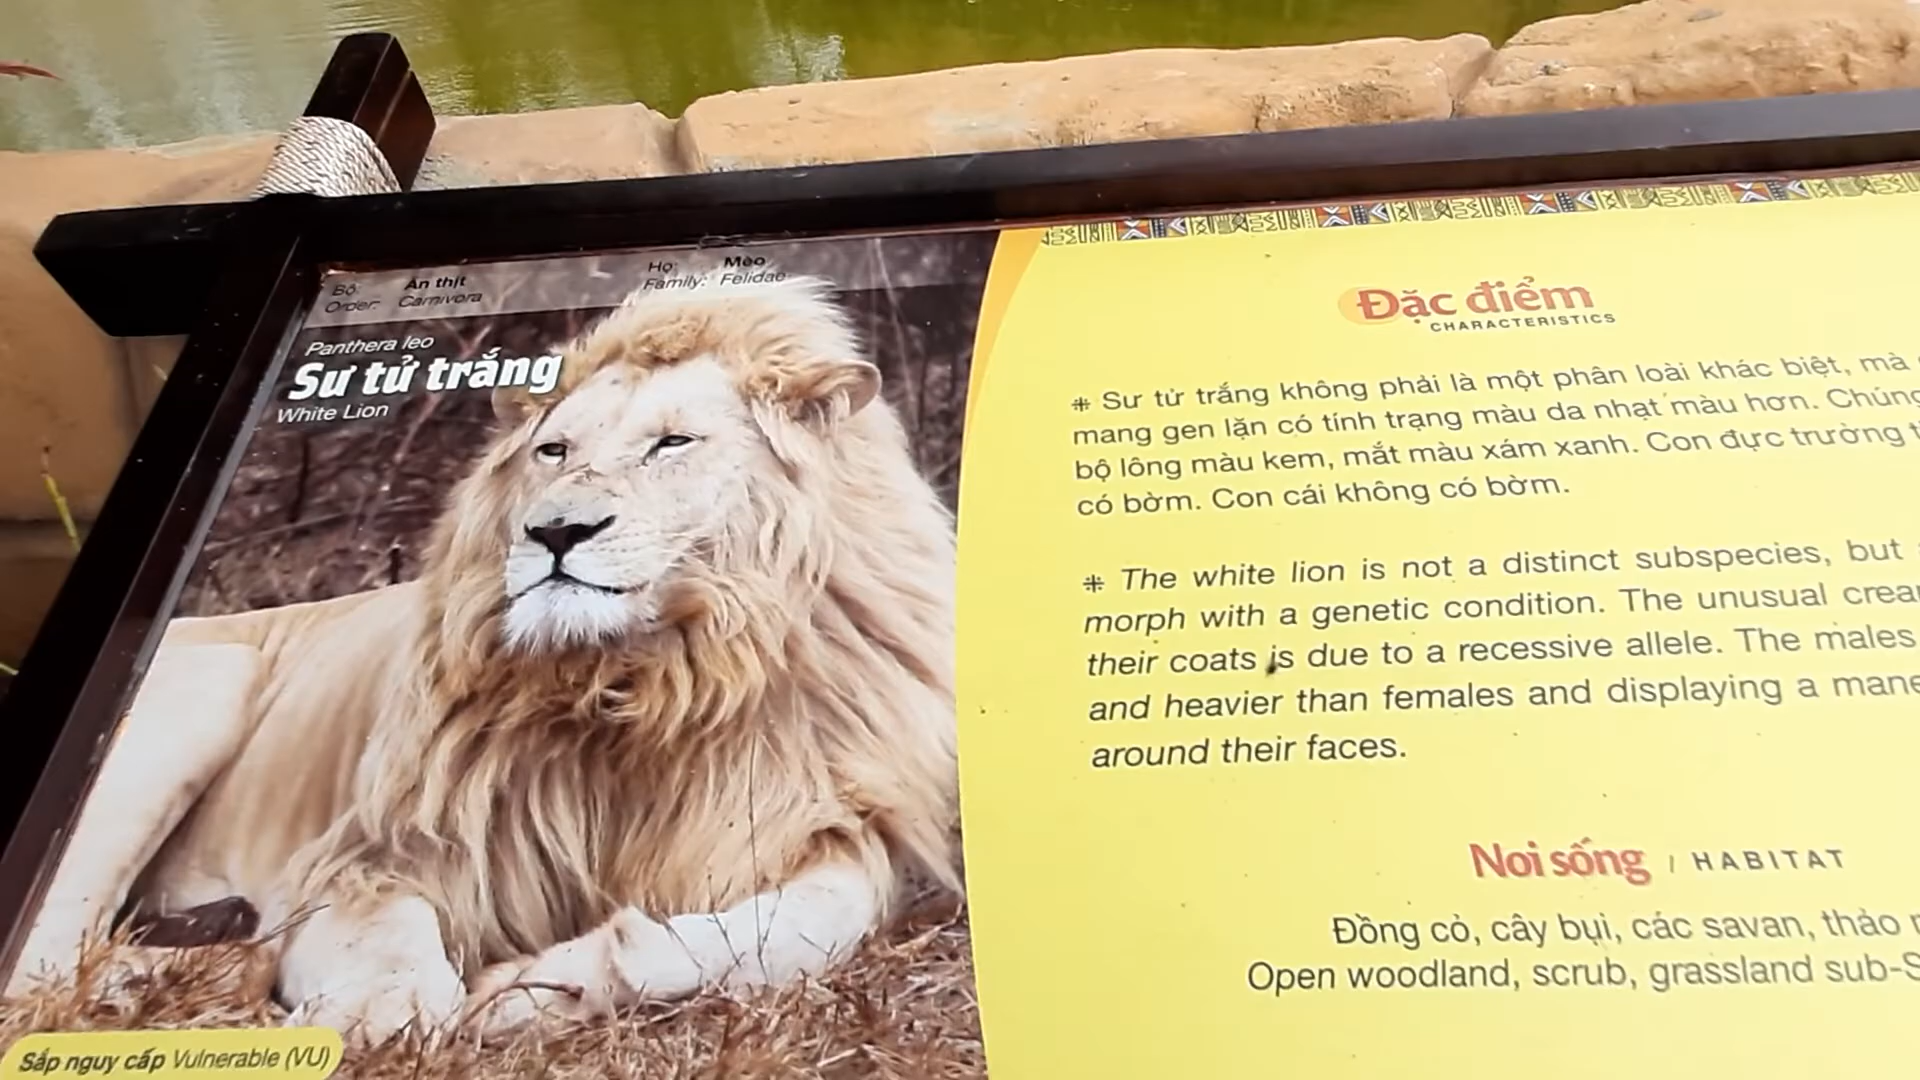 Bộ: Ăn thịt
Order: Carnivora
Họ: Mèo
Family: Felidae
Panthera leo
Sư tử trắng
White Lion
Sắp nguy cấp Vulnerable (VU)
Đặc điểm
CHARACTERISTICS
⁜ Sư tử trắng không phải là một phân loài khác biệt, mà
mang gen lặn có tính trạng màu da nhạt màu hơn. Chúng
bộ lông màu kem, mắt màu xám xanh. Con đực trường
có bờm. Con cái không có bờm.
⁜ The white lion is not a distinct subspecies, but
morph with a genetic condition. The unusual
their coats is due to a recessive allele. The males
and heavier than females and displaying a mane
around their faces.
Nơi sống / HABITAT
Đồng cỏ, cây bụi, các savan, thảo
Open woodland, scrub, grassland sub-S